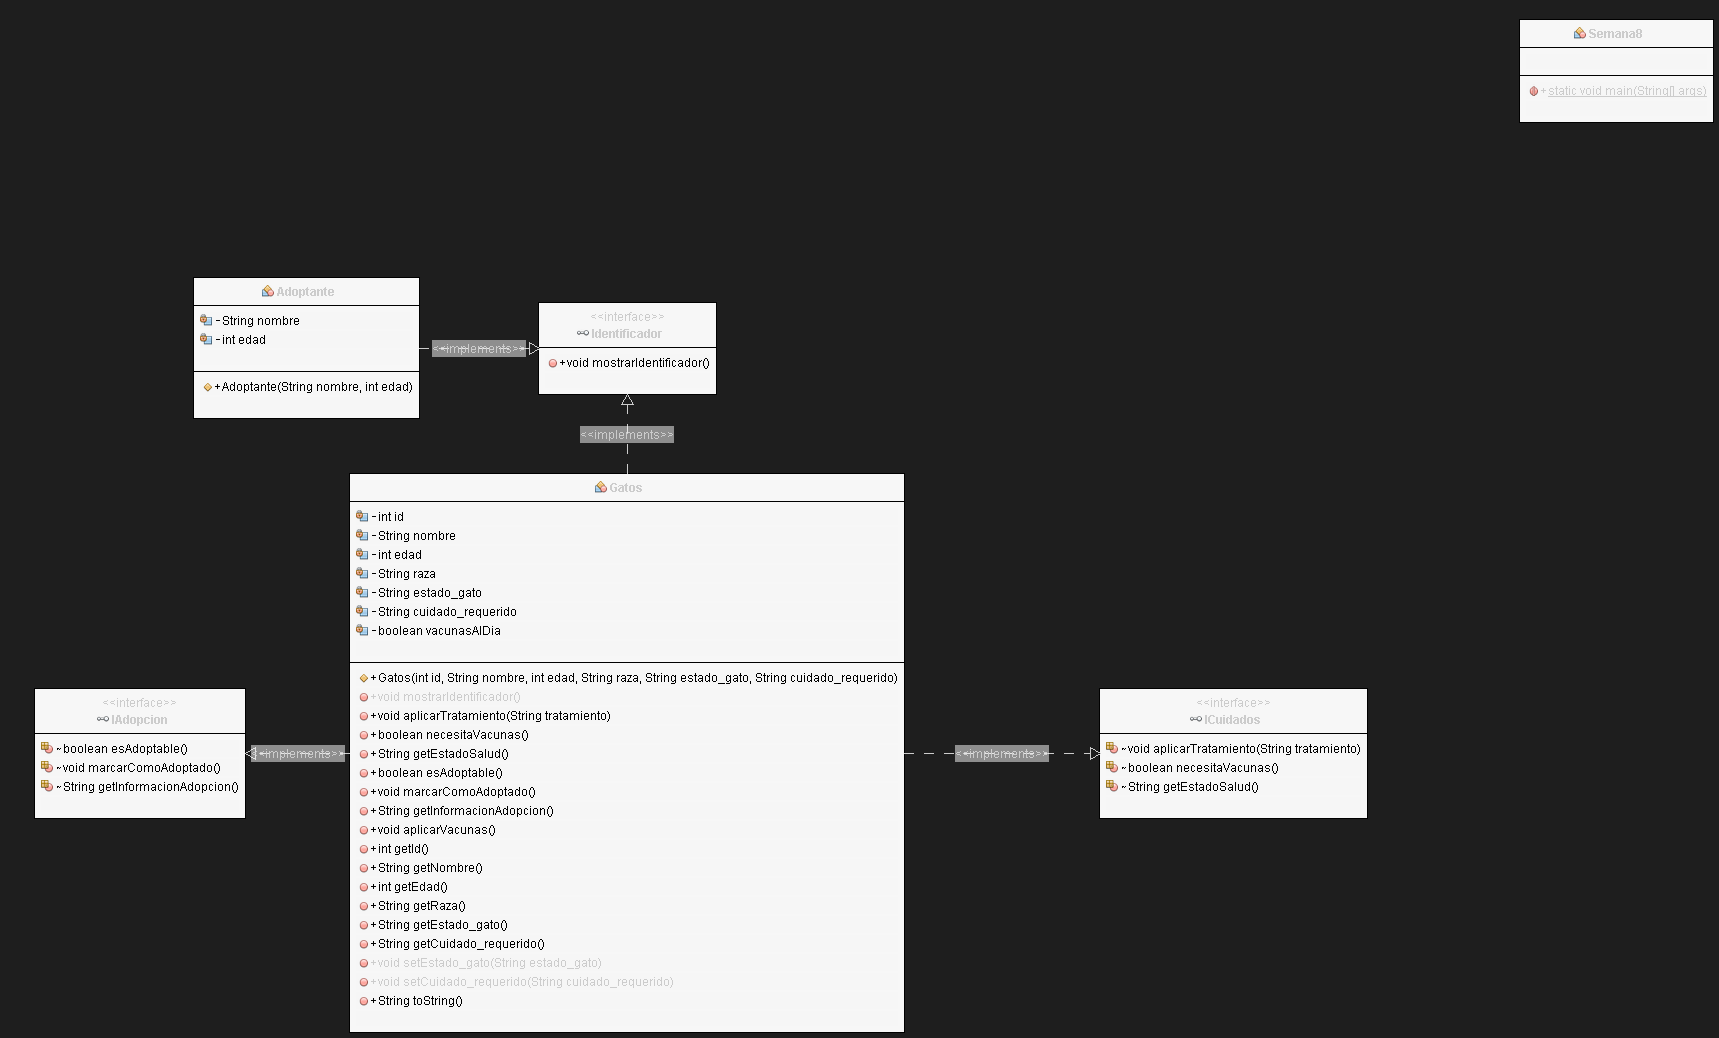 Semana8
+static void main(String[] args)
Adoptante
-String nombre
-int edad
+Adoptante(String nombre, int edad)
<<implements>>
<<interface>>
Identificador
+void mostrarIdentificador()
<<implements>>
Gatos
-int id
-String nombre
-int edad
-String raza
-String estado_gato
-String cuidado_requerido
-boolean vacunasAlDia
+Gatos(int id, String nombre, int edad, String raza, String estado_gato, String cuidado_requerido)
+void mostrarIdentificador()
+void aplicarTratamiento(String tratamiento)
+boolean necesitaVacunas()
+String getEstadoSalud()
+boolean esAdoptable()
+void marcarComoAdoptado()
+String getInformacionAdopcion()
+void aplicarVacunas()
+int getId()
+String getNombre()
+int getEdad()
+String getRaza()
+String getEstado_gato()
+String getCuidado_requerido()
+void setEstado_gato(String estado_gato)
+void setCuidado_requerido(String cuidado_requerido)
+String toString()
<<interface>>
IAdopcion
~boolean esAdoptable()
~void marcarComoAdoptado()
~String getInformacionAdopcion()
<<implements>>
<<implements>>
<<interface>>
ICuidados
~void aplicarTratamiento(String tratamiento)
~boolean necesitaVacunas()
~String getEstadoSalud()